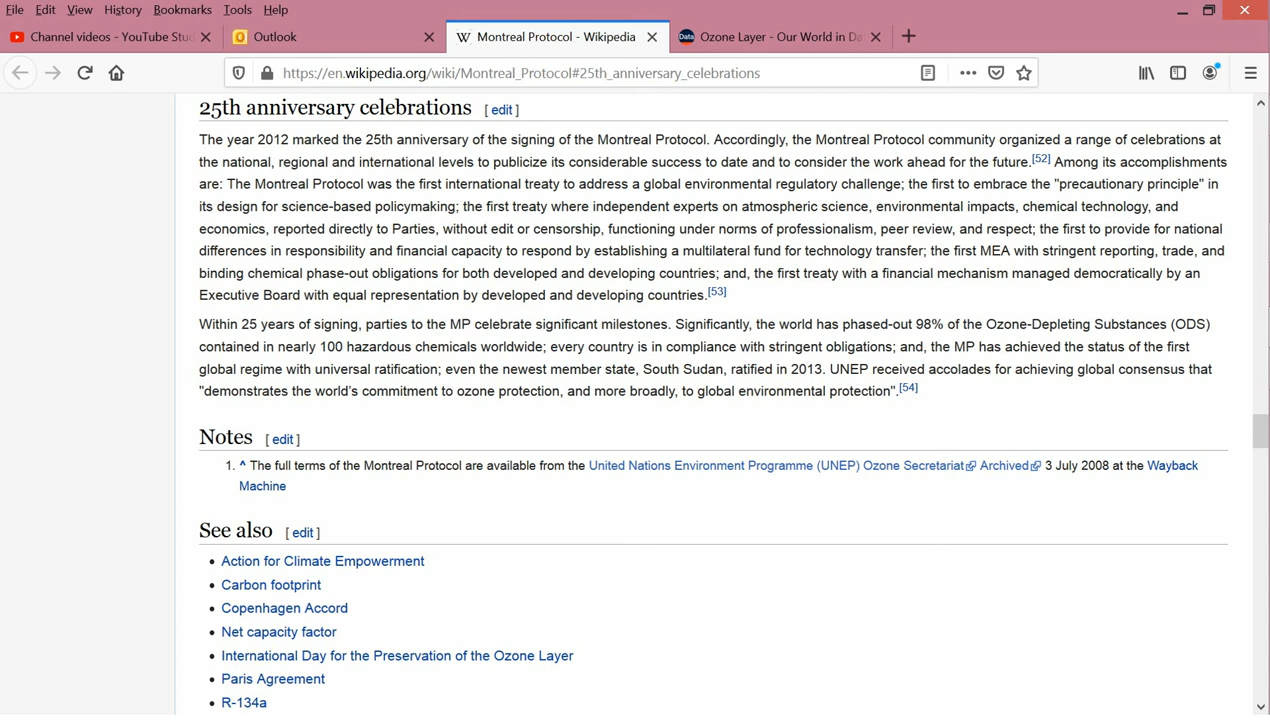 File Edit View History Bookmarks Tools Help
Channel videos - YouTube Stu
Outlook
Montreal Protocol - Wikipedia
Data Ozone Layer - Our World in Da
https://en.wikipedia.org/wiki/Montreal_Protocol#25th_anniversary_celebrations
25th anniversary celebrations [ edit ]
The year 2012 marked the 25th anniversary of the signing of the Montreal Protocol. Accordingly, the Montreal Protocol community organized a range of celebrations at
the national, regional and international levels to publicize its considerable success to date and to consider the work ahead for the future.[52] Among its accomplishments
are: The Montreal Protocol was the first international treaty to address a global environmental regulatory challenge; the first to embrace the "precautionary principle" in
its design for science-based policymaking; the first treaty where independent experts on atmospheric science, environmental impacts, chemical technology, and
economics, reported directly to Parties, without edit or censorship, functioning under norms of professionalism, peer review, and respect; the first to provide for national
differences in responsibility and financial capacity to respond by establishing a multilateral fund for technology transfer; the first MEA with stringent reporting, trade, and
binding chemical phase-out obligations for both developed and developing countries; and, the first treaty with a financial mechanism managed democratically by an
Executive Board with equal representation by developed and developing countries.[53]
Within 25 years of signing, parties to the MP celebrate significant milestones. Significantly, the world has phased-out 98% of the Ozone-Depleting Substances (ODS)
contained in nearly 100 hazardous chemicals worldwide; every country is in compliance with stringent obligations; and, the MP has achieved the status of the first
global regime with universal ratification; even the newest member state, South Sudan, ratified in 2013. UNEP received accolades for achieving global consensus that
"demonstrates the world's commitment to ozone protection, and more broadly, to global environmental protection".[54]
Notes [ edit ]
1. ^ The full terms of the Montreal Protocol are available from the United Nations Environment Programme (UNEP) Ozone Secretariat Archived 3 July 2008 at the Wayback
Machine
See also [ edit ]
• Action for Climate Empowerment
• Carbon footprint
• Copenhagen Accord
• Net capacity factor
• International Day for the Preservation of the Ozone Layer
• Paris Agreement
• R-134a